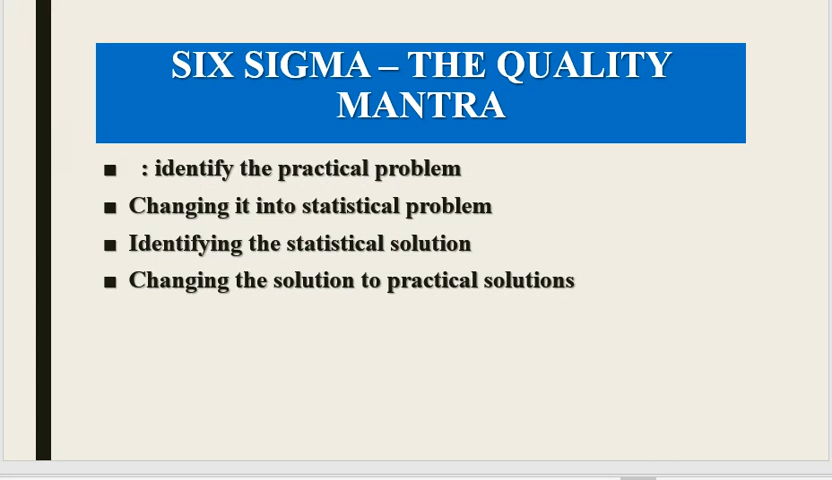 SIX SIGMA – THE QUALITY
MANTRA
■ : identify the practical problem
■ Changing it into statistical problem
■ Identifying the statistical solution
■ Changing the solution to practical solutions